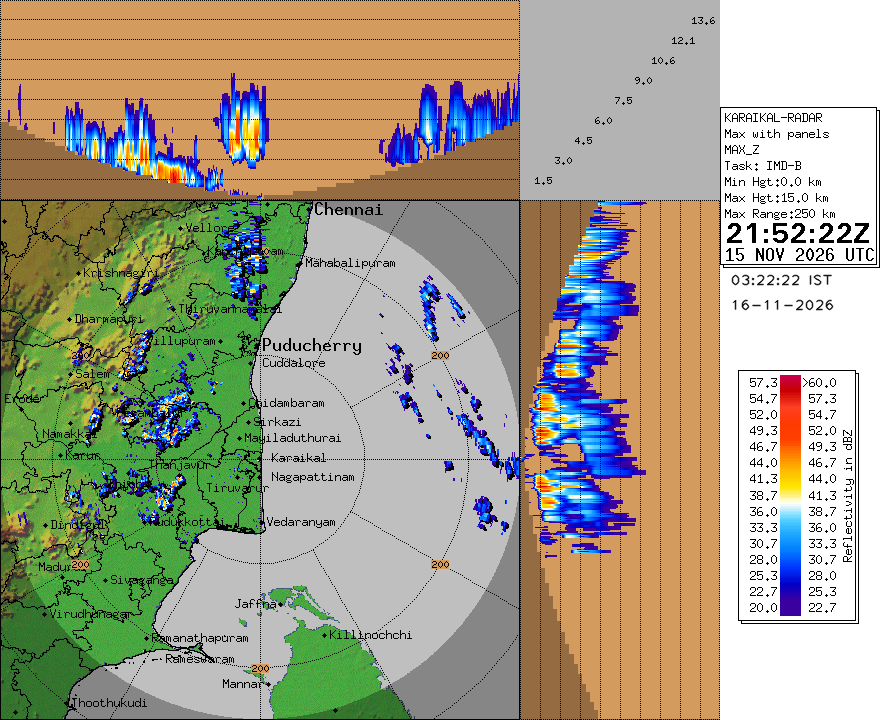 13.6
12.1
10.6
9.0
7.5
6.0
4.5
3.0
1.5
KARAIKAL-RADAR
Max with panels
MAX_Z
Task: IMD-B
Min Hgt:0.0 km
Max Hgt:15.0 km
Max Range:250 km
21:52:22Z
15 NOV 2026 UTC
03:22:22 IST
16-11-2026
Chennai
Vellore
Mahabalipuram
Krishnagiri
Thiruvannamalai
Dharmapuri
Villupuram
Puducherry
200
Cuddalore
Salem
Erode
Chidambaram
Sirkazi
Namakkal
Mayiladuthurai
Karur
Karaikal
Thanjavur
Nagapattinam
Tiruvarur
Dindigul
Pudukkottai
Vedaranyam
Madurai
200
200
Sivaganga
Jaffna
Virudhunagar
Killinochchi
Ramanathapuram
Rameswaram
200
Mannar
Thoothukudi
57.3 >60.0
54.7 57.3
52.0 54.7
49.3 52.0
46.7 49.3
44.0 46.7
41.3 44.0
38.7 41.3
36.0 38.7
33.3 36.0
30.7 33.3
28.0 30.7
25.3 28.0
22.7 25.3
20.0 22.7
Reflectivity in dBZ